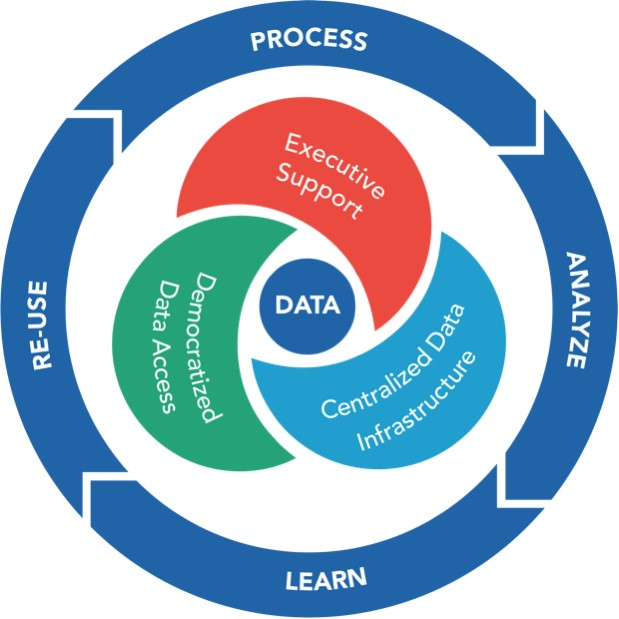 PROCESS
Executive
Support
ANALYZE
DATA
RE-USE
Democratized
Data Access
Centralized Data
Infrastructure
LEARN